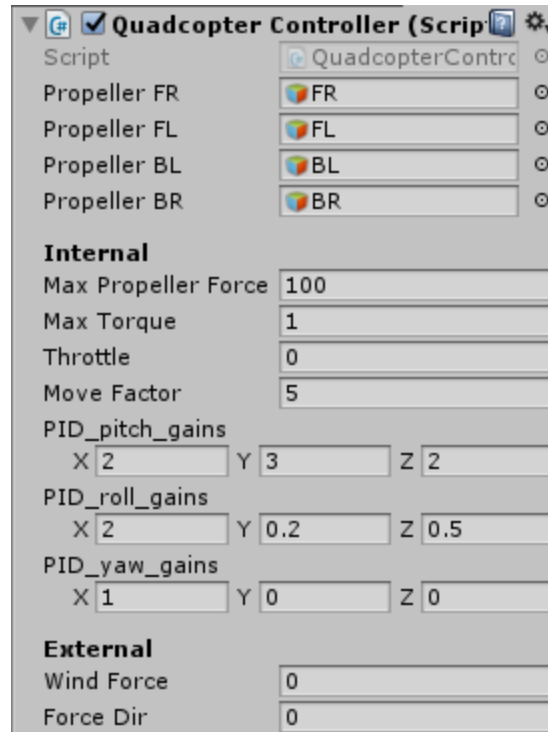 Quadcopter Controller (Scrip
Script QuadcopterContro
Propeller FR FR
Propeller FL FL
Propeller BL BL
Propeller BR BR
Internal
Max Propeller Force 100
Max Torque 1
Throttle 0
Move Factor 5
PID_pitch_gains
X 2 Y 3 Z 2
PID_roll_gains
X 2 Y 0.2 Z 0.5
PID_yaw_gains
X 1 Y 0 Z 0
External
Wind Force 0
Force Dir 0